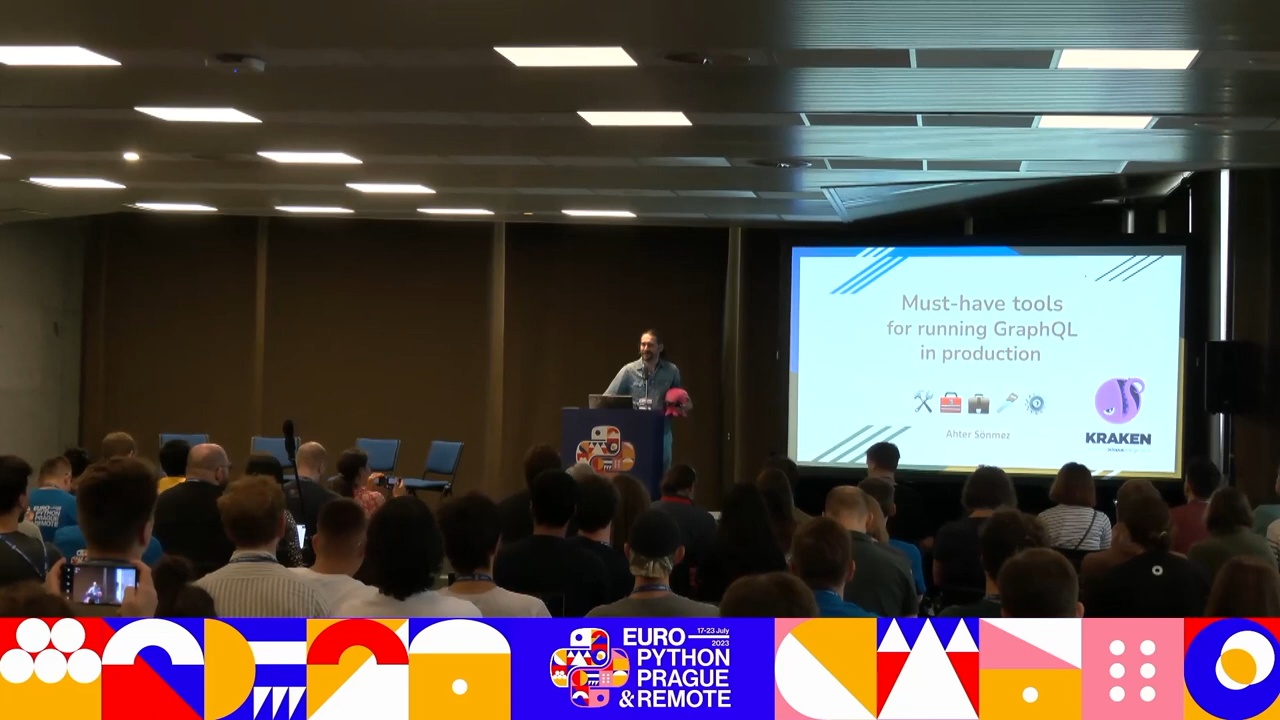 Must-have tools
for running GraphQL
in production
Ahter Sönmez
KRAKEN
EURO
17-23 July
2023
PYTHON
PRAGUE
& REMOTE